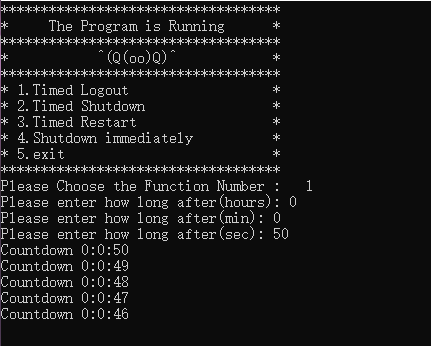 ***********************************
*     The Program is Running      *
***********************************
*           ^(Q(oo)Q)^            *
***********************************
* 1.Timed Logout                  *
* 2.Timed Shutdown                *
* 3.Timed Restart                 *
* 4.Shutdown immediately          *
* 5.exit                          *
***********************************
Please Choose the Function Number :   1
Please enter how long after(hours): 0
Please enter how long after(min): 0
Please enter how long after(sec): 50
Countdown 0:0:50
Countdown 0:0:49
Countdown 0:0:48
Countdown 0:0:47
Countdown 0:0:46